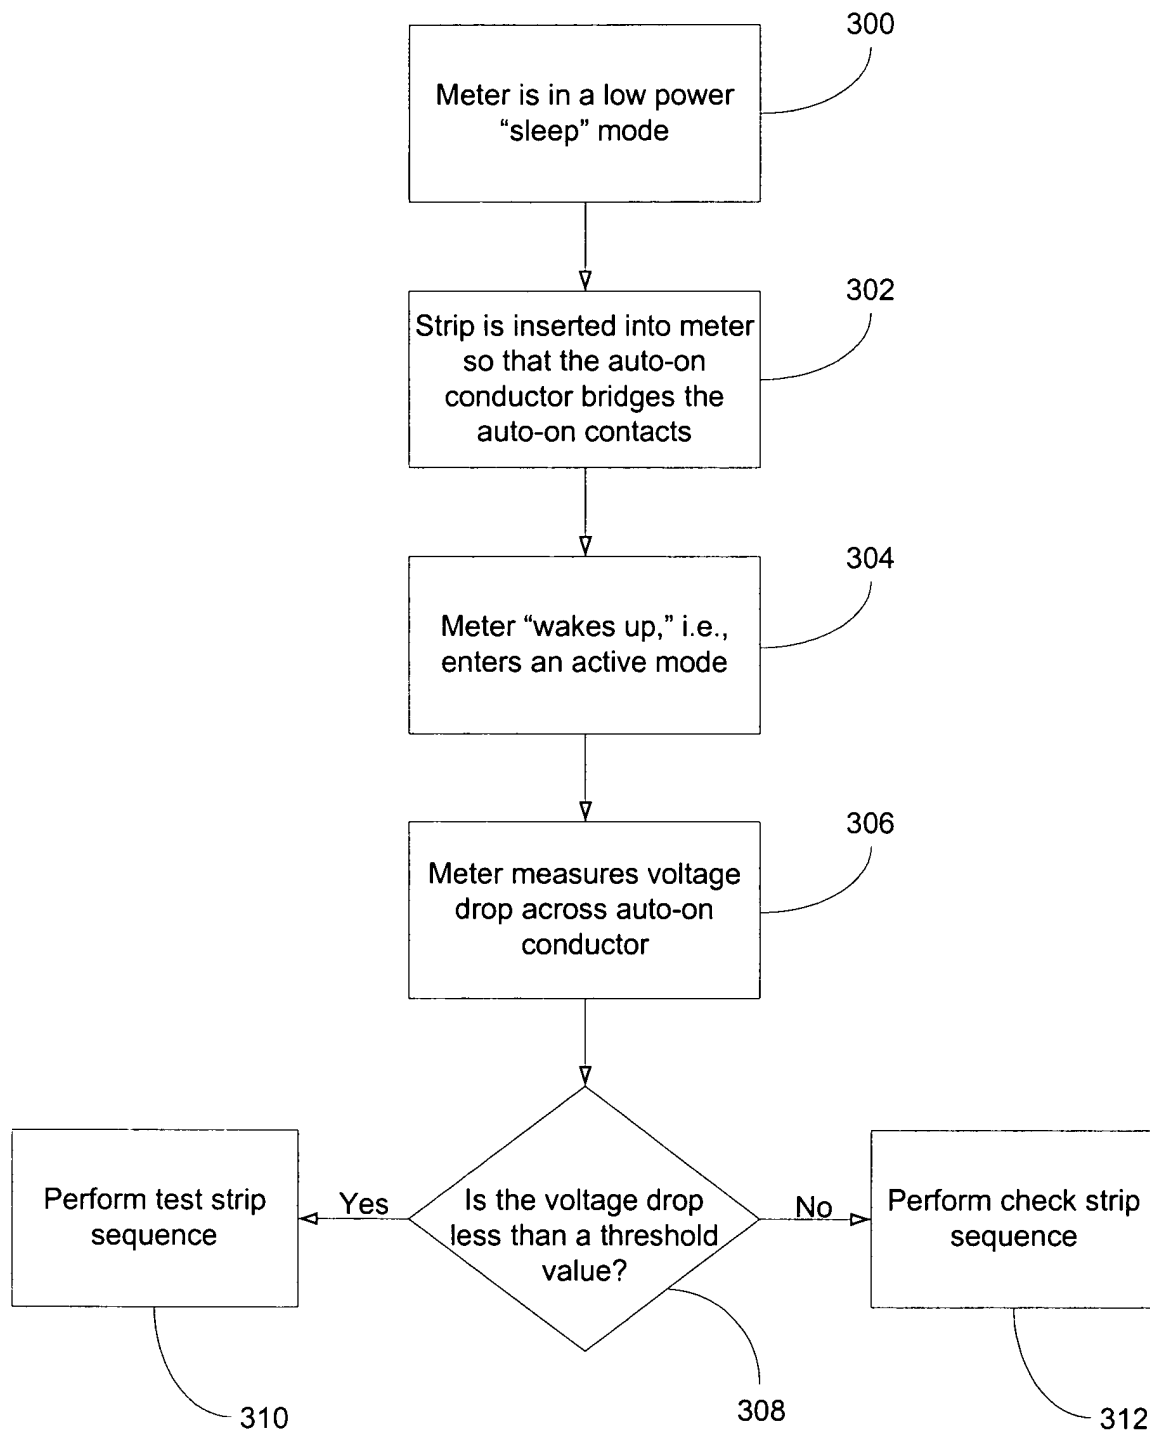 300
Meter is in a low power
“sleep” mode
302
Strip is inserted into meter
so that the auto-on
conductor bridges the
auto-on contacts
304
Meter “wakes up,” i.e.,
enters an active mode
306
Meter measures voltage
drop across auto-on
conductor
Perform test strip
sequence
Yes
Is the voltage drop
less than a threshold
value?
No
Perform check strip
sequence
310
308
312